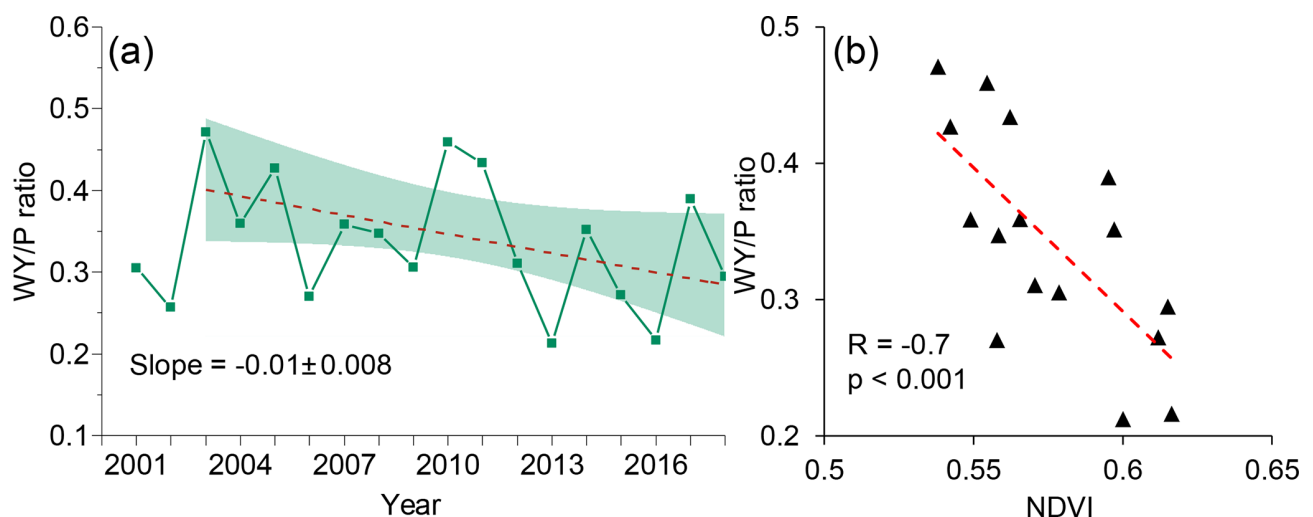 (a)
WY/P ratio
0.6
0.5
0.4
0.3
0.2
0.1
Slope = -0.01±0.008
2001 2004 2007 2010 2013 2016
Year
(b)
WY/P ratio
0.5
0.4
0.3
0.2
R = -0.7
p < 0.001
0.5 0.55 0.6 0.65
NDVI